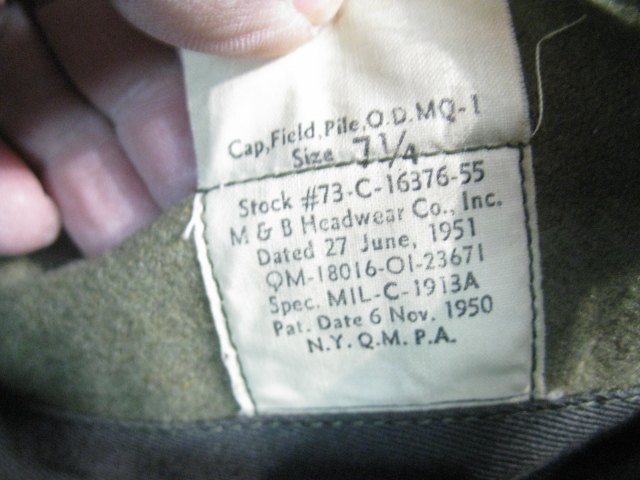 Cap,Field,Pile,O.D.MQ-1
Size 7¼
Stock #73-C-16376-55
M & B Headwear Co., Inc.
Dated 27 June, 1951
QM-18016-OI-23671
Spec. MIL-C-1913A
Pat. Date 6 Nov. 1950
N.Y. Q.M. P.A.